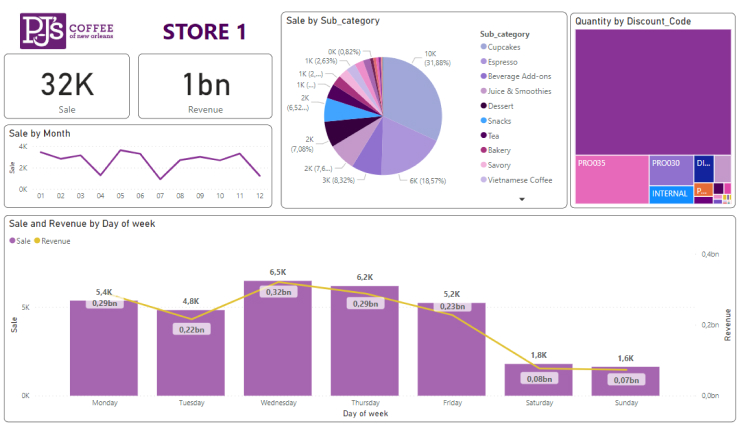 PJ's COFFEE
of new orleans
STORE 1
32K
Sale
1bn
Revenue
Sale by Month
4K
2K
0K
Sale
01 02 03 04 05 06 07 08 09 10 11 12
Sale by Sub_category
0K (0,82%)
1K (2,63%)
1K (2,...)
1K (...)
2K
(6,52...)
2K
(7,08%)
2K (7,6...)
3K (8,32%)
6K (18,57%)
10K
(31,88%)
Sub_category
Cupcakes
Espresso
Beverage Add-ons
Juice & Smoothies
Dessert
Snacks
Tea
Bakery
Savory
Vietnamese Coffee
Quantity by Discount_Code
PRO035
PRO030
DI...
INTERNAL
P...
Sale and Revenue by Day of week
Sale Revenue
5K
0K
Sale
5,4K
0,29bn
4,8K
0,22bn
6,5K
0,32bn
6,2K
0,29bn
5,2K
0,23bn
1,8K
0,08bn
1,6K
0,07bn
0,4bn
0,2bn
0,0bn
Revenue
Monday Tuesday Wednesday Thursday Friday Saturday Sunday
Day of week